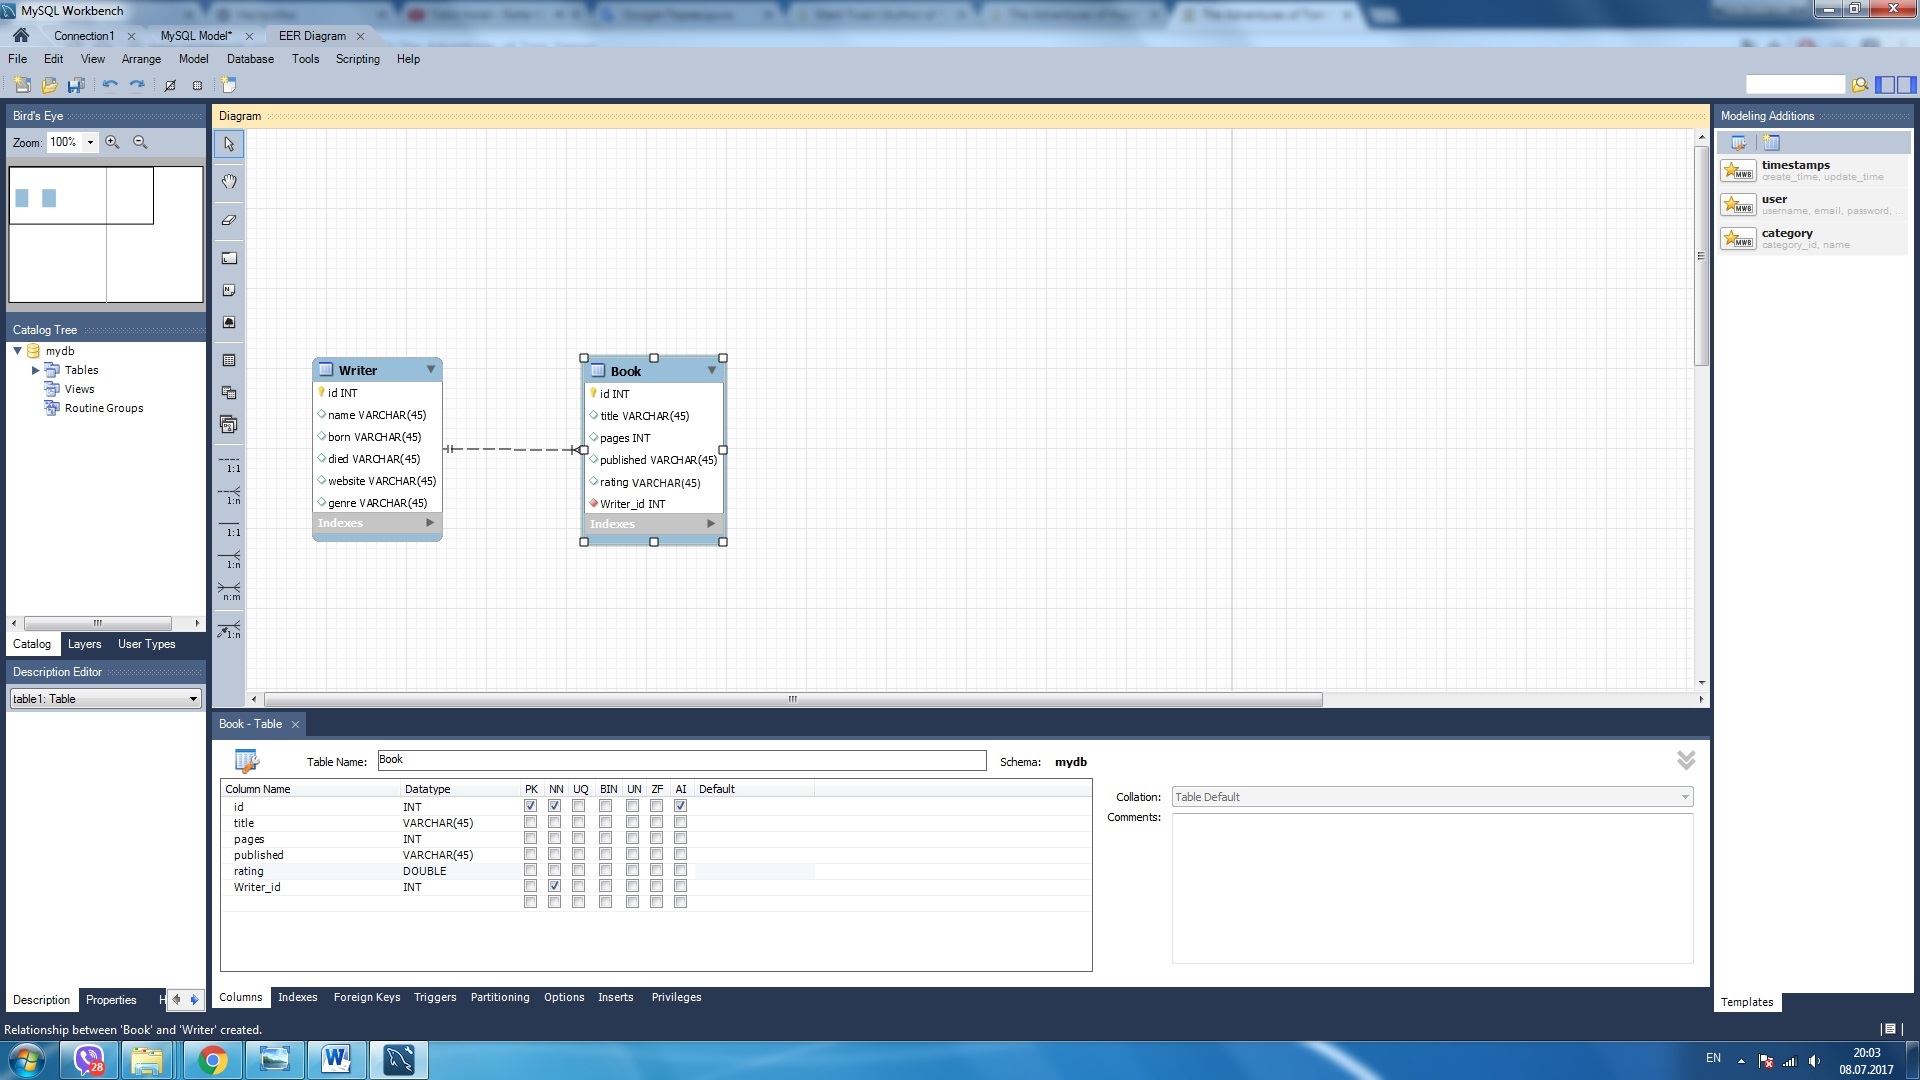 MySQL Workbench
Connection1
MySQL Model*
EER Diagram
File Edit View Arrange Model Database Tools Scripting Help
Bird's Eye
Zoom: 100%
Catalog Tree
mydb
Tables
Views
Routine Groups
Catalog Layers User Types
Description Editor
table1: Table
Description Properties H
Diagram
1:1
1:n
1:1
1:n
n:m
1:n
Writer
id INT
name VARCHAR(45)
born VARCHAR(45)
died VARCHAR(45)
website VARCHAR(45)
genre VARCHAR(45)
Indexes
Book
id INT
title VARCHAR(45)
pages INT
published VARCHAR(45)
rating VARCHAR(45)
Writer_id INT
Indexes
Modeling Additions
MWB
timestamps
create_time, update_time
MWB
user
username, email, password, ...
MWB
category
category_id, name
Templates
Book - Table
Table Name: Book Schema: mydb
Column Name Datatype PK NN UQ BIN UN ZF AI Default
id INT
title VARCHAR(45)
pages INT
published VARCHAR(45)
rating DOUBLE
Writer_id INT
Collation: Table Default
Comments:
Columns Indexes Foreign Keys Triggers Partitioning Options Inserts Privileges
Relationship between 'Book' and 'Writer' created.
28
W
EN
20:03
08.07.2017